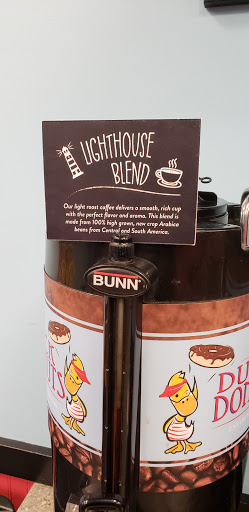 LIGHTHOUSE
BLEND
Our light roast coffee delivers a smooth, rich cup
with the perfect flavor and aroma. This blend is
made from 100% high grown, new crop Arabica
beans from Central and South America.
BUNN